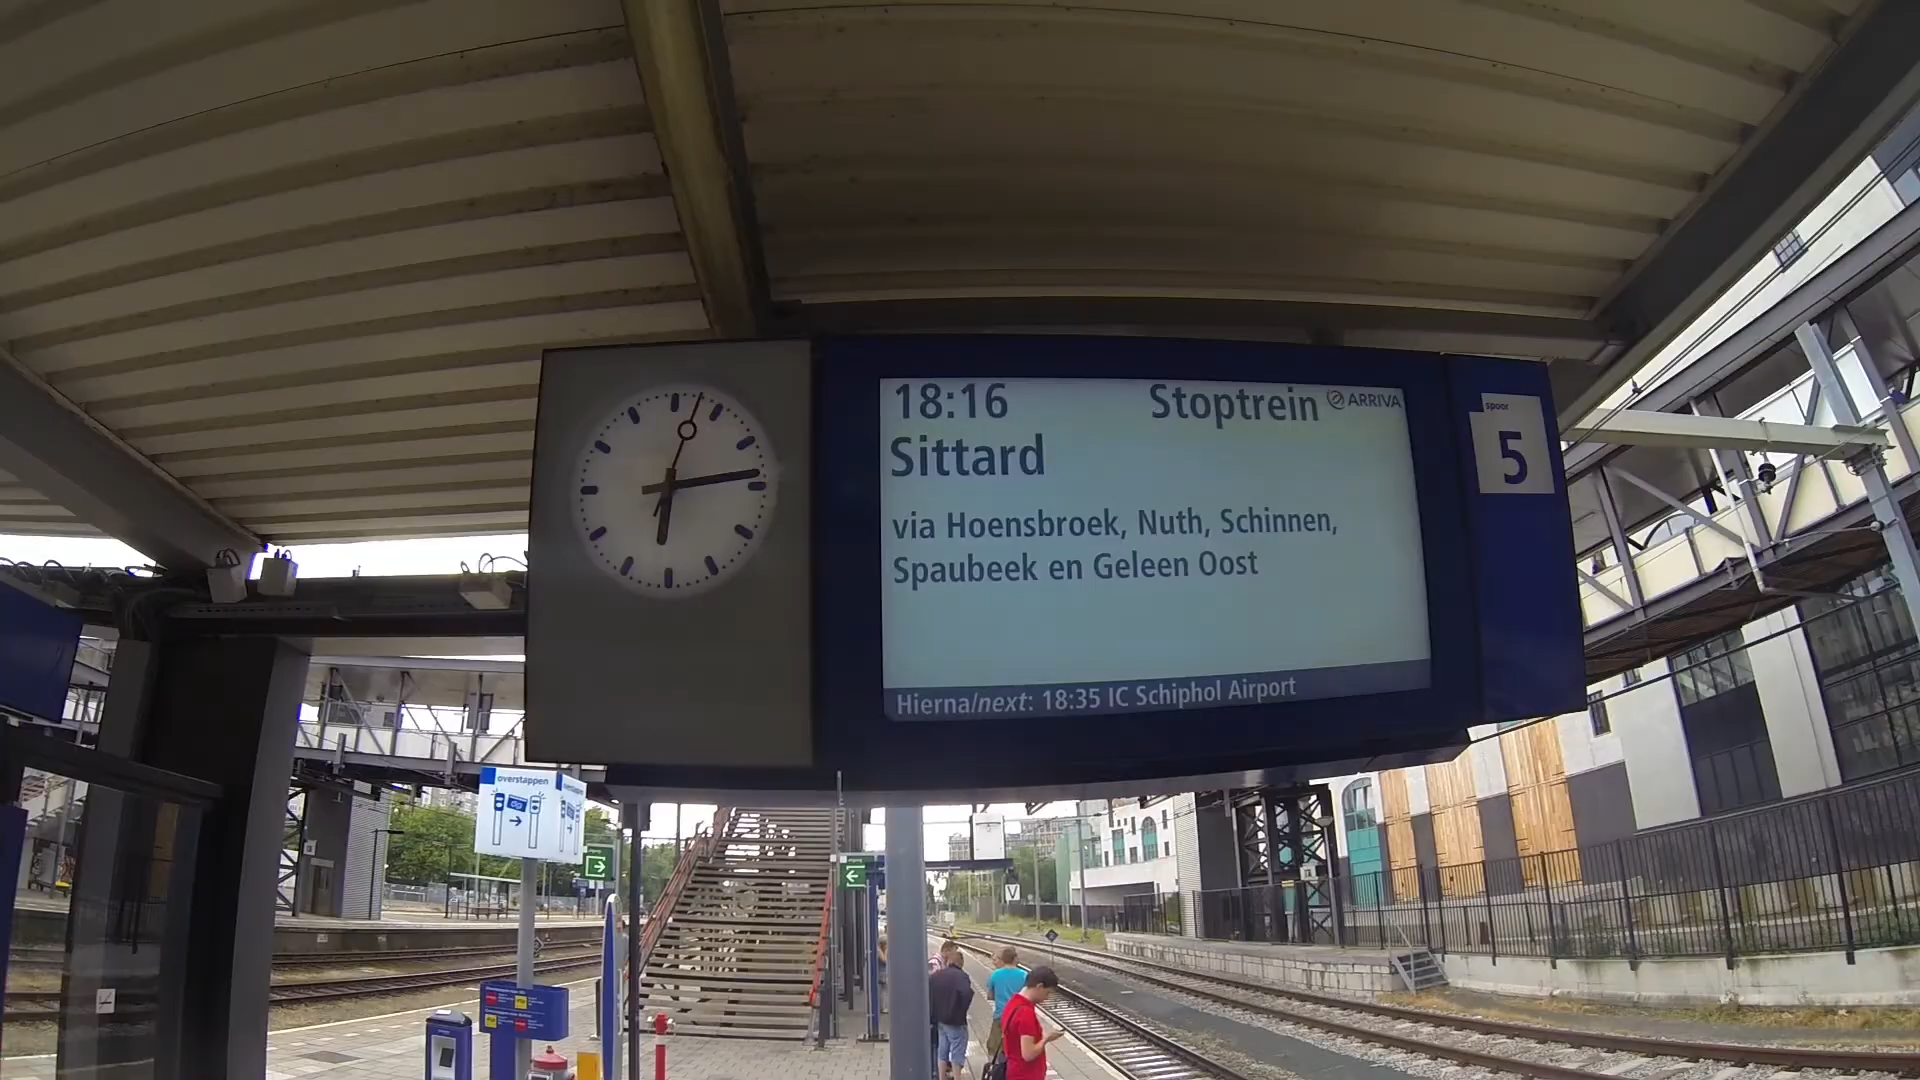 18:16
Stoptrein
ARRIVA
Sittard
via Hoensbroek, Nuth, Schinnen,
Spaubeek en Geleen Oost
Hierna/next: 18:35 IC Schiphol Airport
spoor
5
overstappen
V